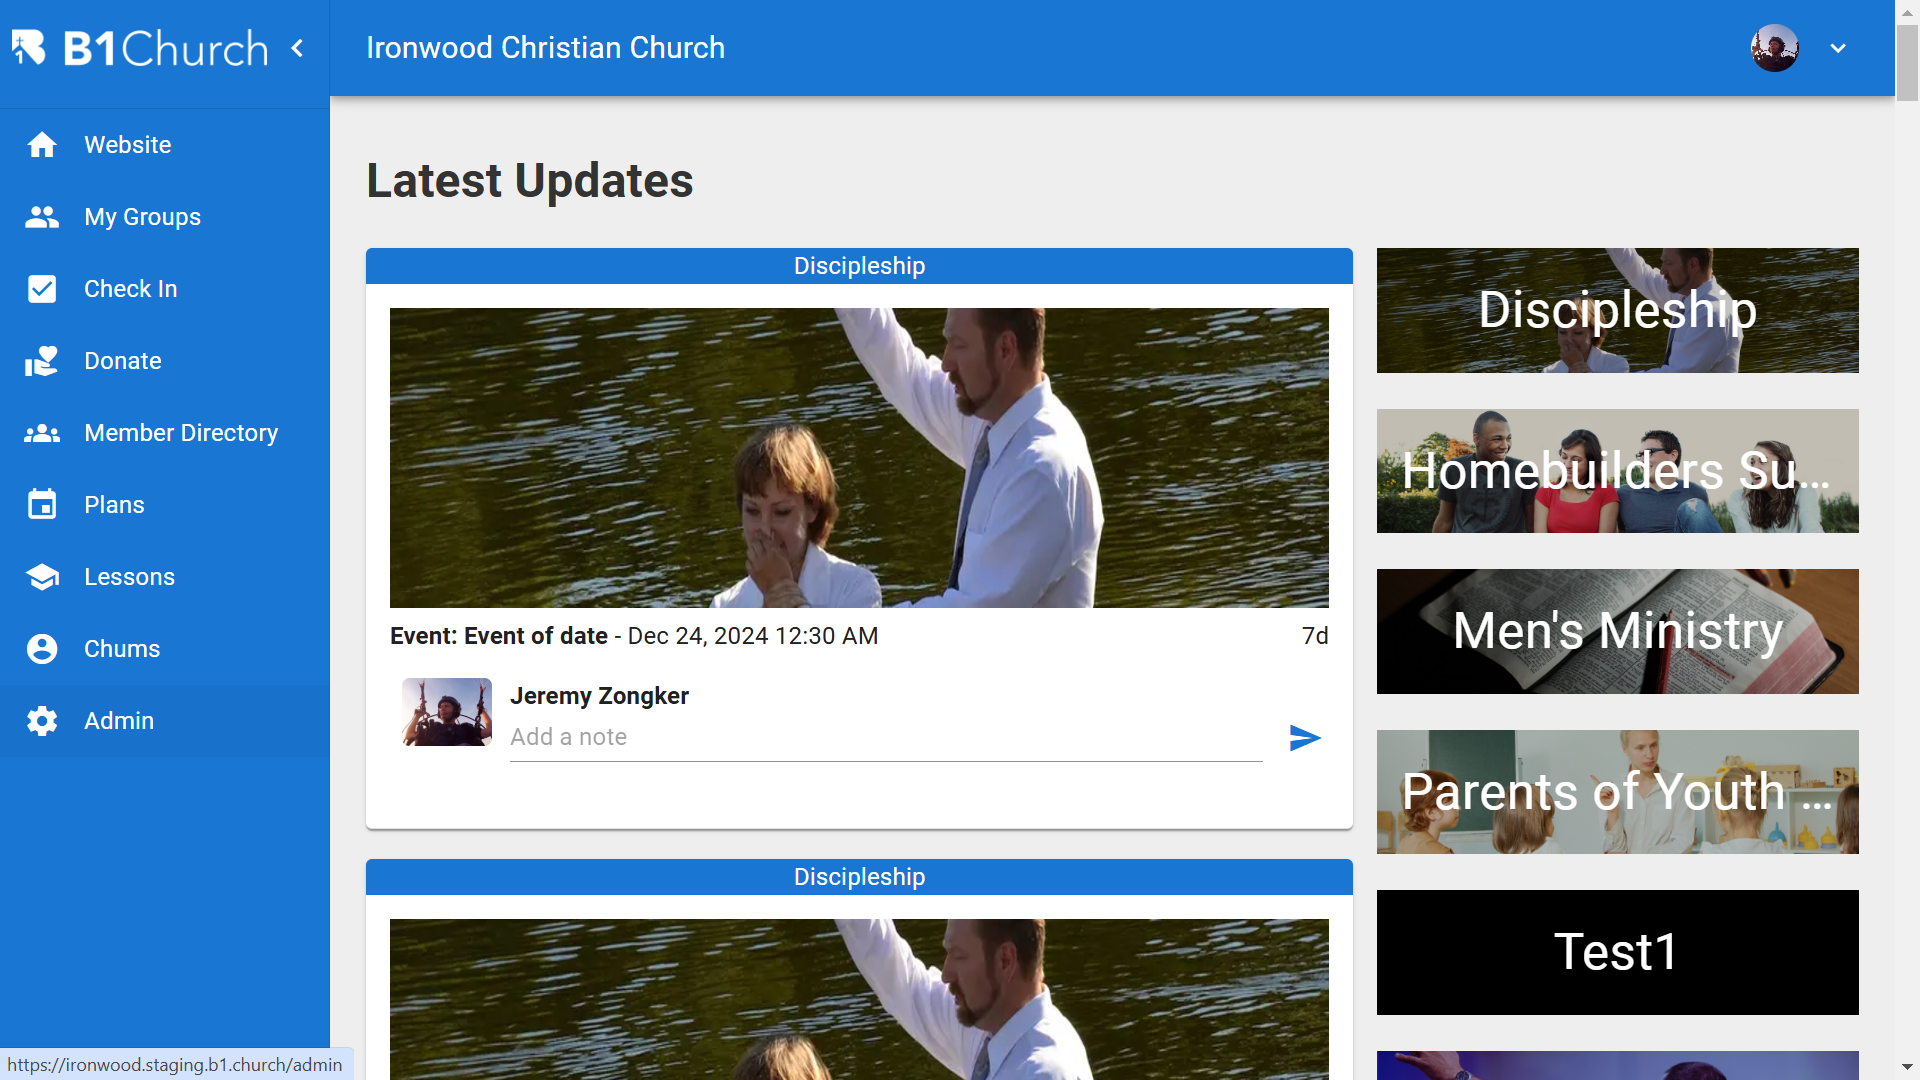 B1Church
Ironwood Christian Church
Website
My Groups
Check In
Donate
Member Directory
Plans
Lessons
Chums
Admin
Latest Updates
Discipleship
Event: Event of date - Dec 24, 2024 12:30 AM
7d
Jeremy Zongker
Add a note
Discipleship
Discipleship
Homebuilders Su...
Men's Ministry
Parents of Youth ...
Test1
https://ironwood.staging.b1.church/admin